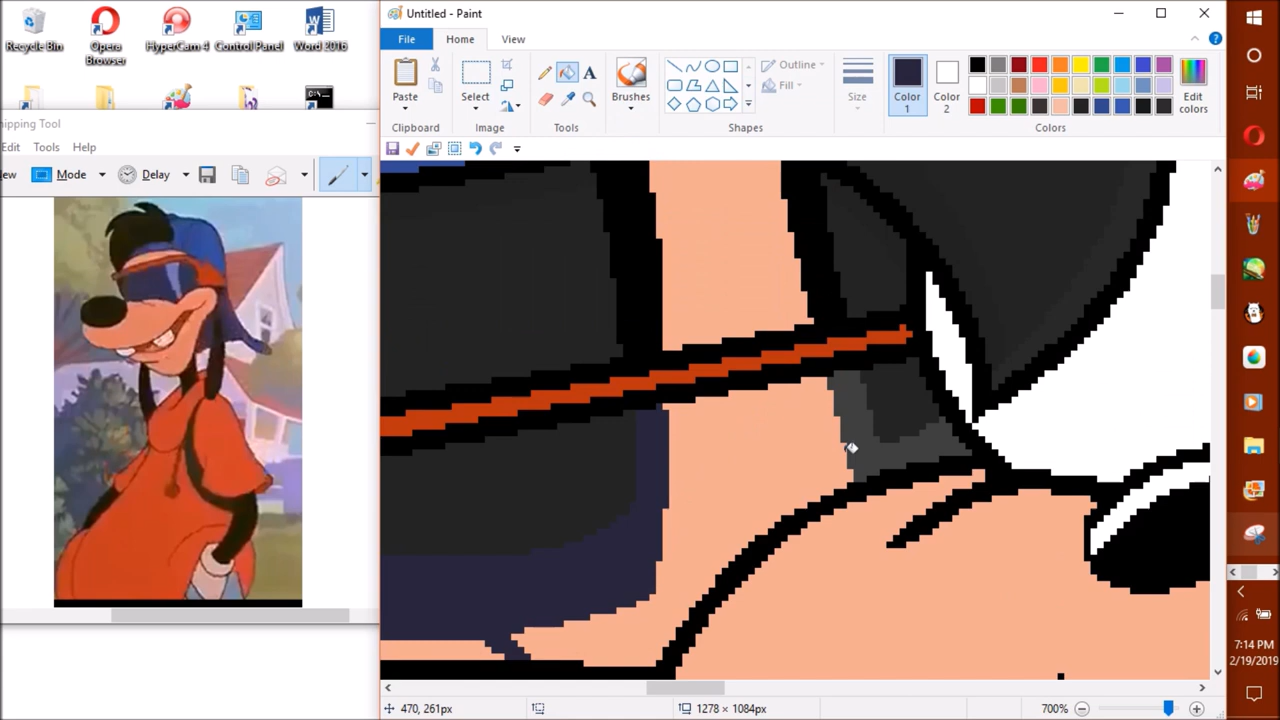 Recycle Bin
Opera Browser
HyperCam 4
Control Panel
Word 2016
Untitled - Paint
File
Home
View
Paste
Select
Brushes
Outline
Fill
Size
Color 1
Color 2
Edit colors
Clipboard
Image
Tools
Shapes
Colors
nipping Tool
Edit
Tools
Help
ew
Mode
Delay
470, 261px
1278 × 1084px
700%
7:14 PM
2/19/2019